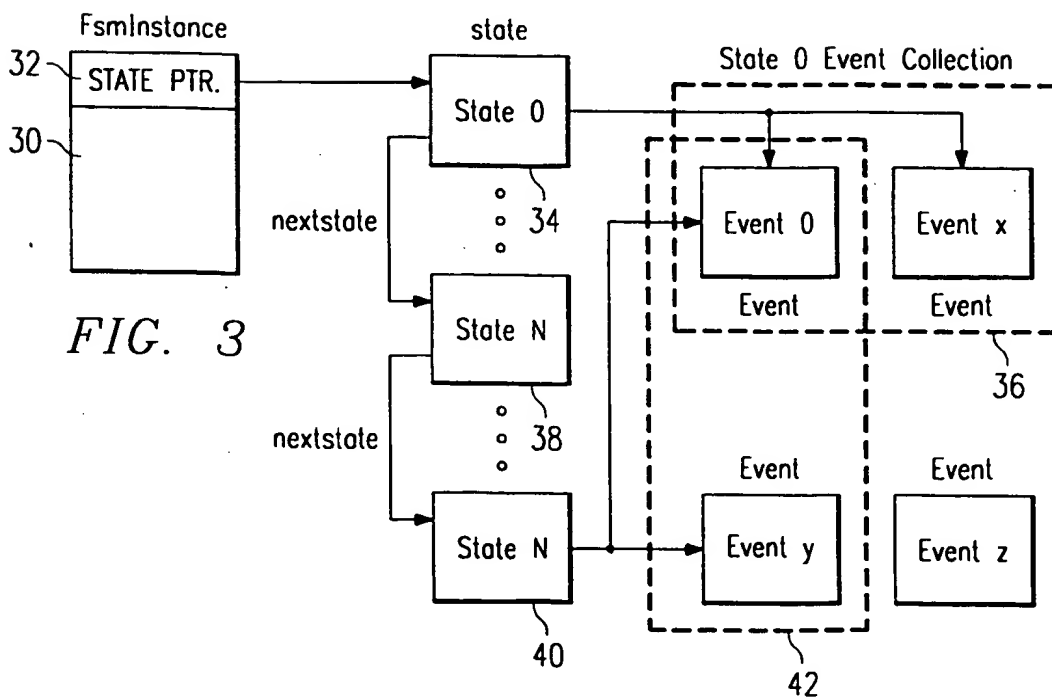 FsmInstance
state
State 0 Event Collection
32
STATE PTR.
State 0
30
34
nextstate
Event 0
Event x
Event
Event
State N
FIG. 3
36
38
nextstate
Event
Event
State N
Event y
Event z
40
42